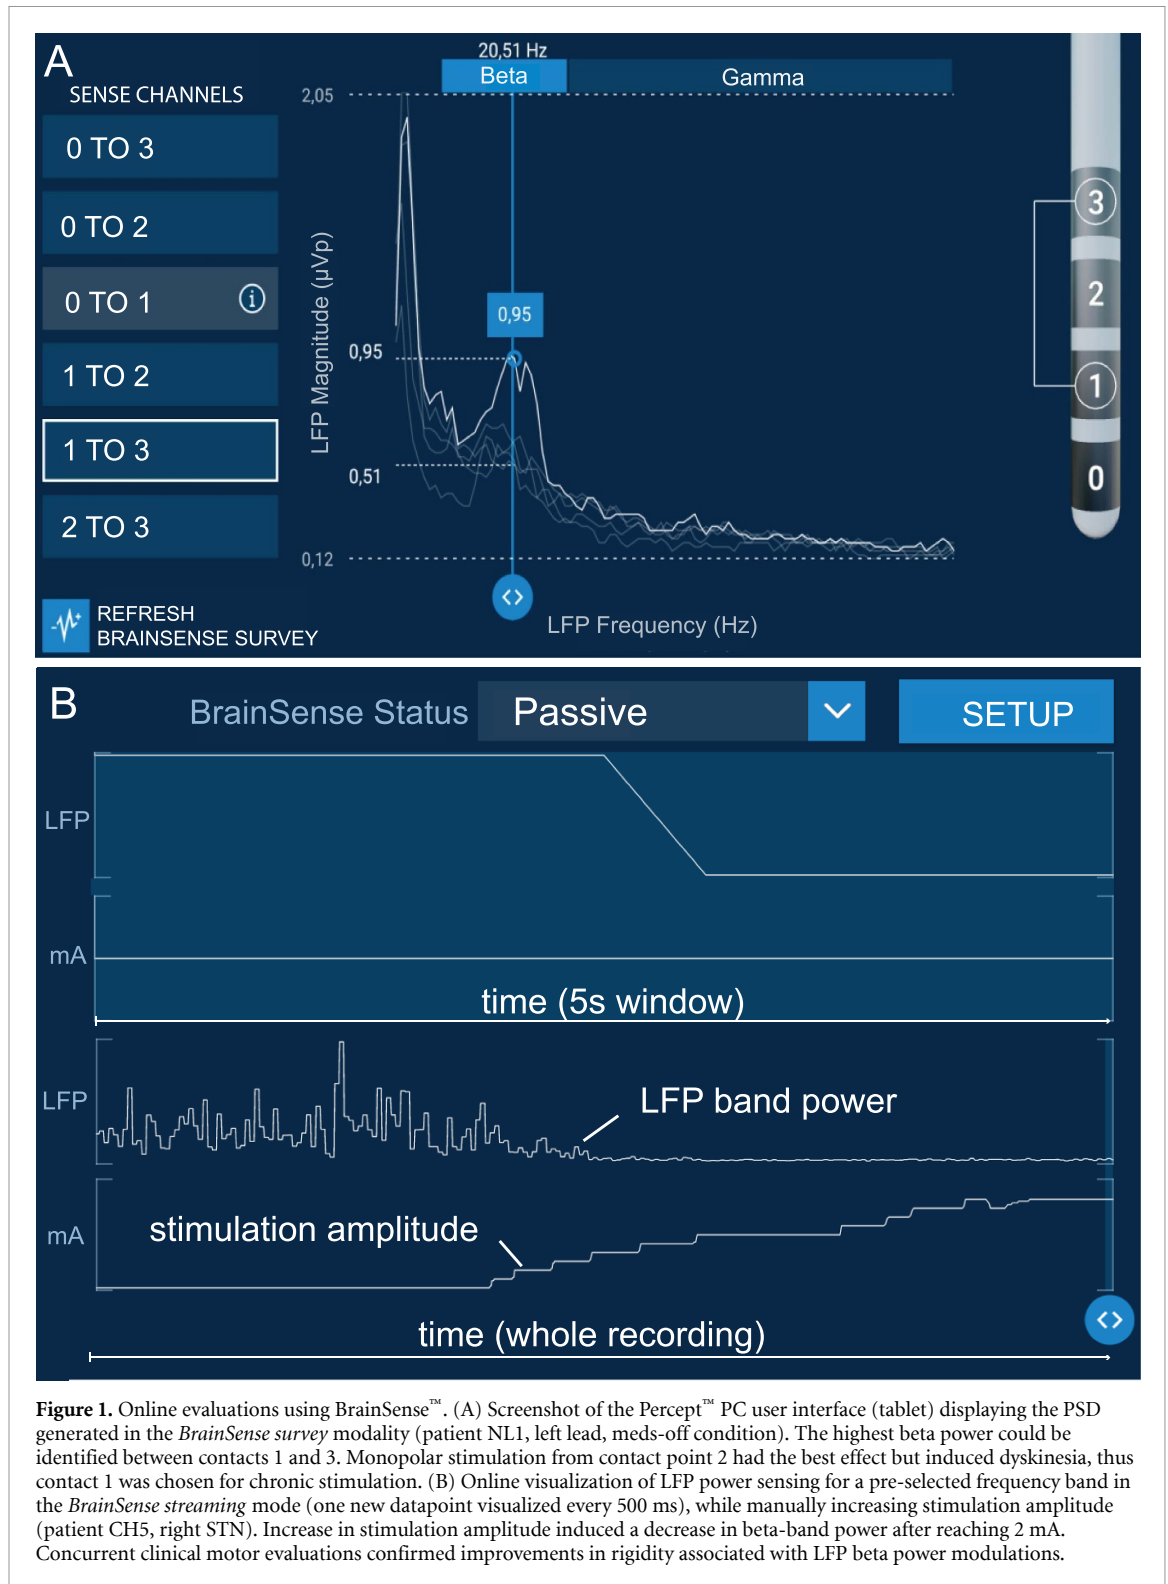 A
SENSE CHANNELS
0 TO 3
0 TO 2
0 TO 1
i
1 TO 2
1 TO 3
2 TO 3
REFRESH
BRAINSENSE SURVEY
20,51 Hz
Beta
Gamma
2,05
0,95
0,95
0,51
0,12
LFP Magnitude (µVp)
LFP Frequency (Hz)
3
2
1
0
B
BrainSense Status
Passive
SETUP
LFP
mA
time (5s window)
LFP
LFP band power
mA
stimulation amplitude
time (whole recording)
Figure 1. Online evaluations using BrainSense™. (A) Screenshot of the Percept™ PC user interface (tablet) displaying the PSD
generated in the BrainSense survey modality (patient NL1, left lead, meds-off condition). The highest beta power could be
identified between contacts 1 and 3. Monopolar stimulation from contact point 2 had the best effect but induced dyskinesia, thus
contact 1 was chosen for chronic stimulation. (B) Online visualization of LFP power sensing for a pre-selected frequency band in
the BrainSense streaming mode (one new datapoint visualized every 500 ms), while manually increasing stimulation amplitude
(patient CH5, right STN). Increase in stimulation amplitude induced a decrease in beta-band power after reaching 2 mA.
Concurrent clinical motor evaluations confirmed improvements in rigidity associated with LFP beta power modulations.